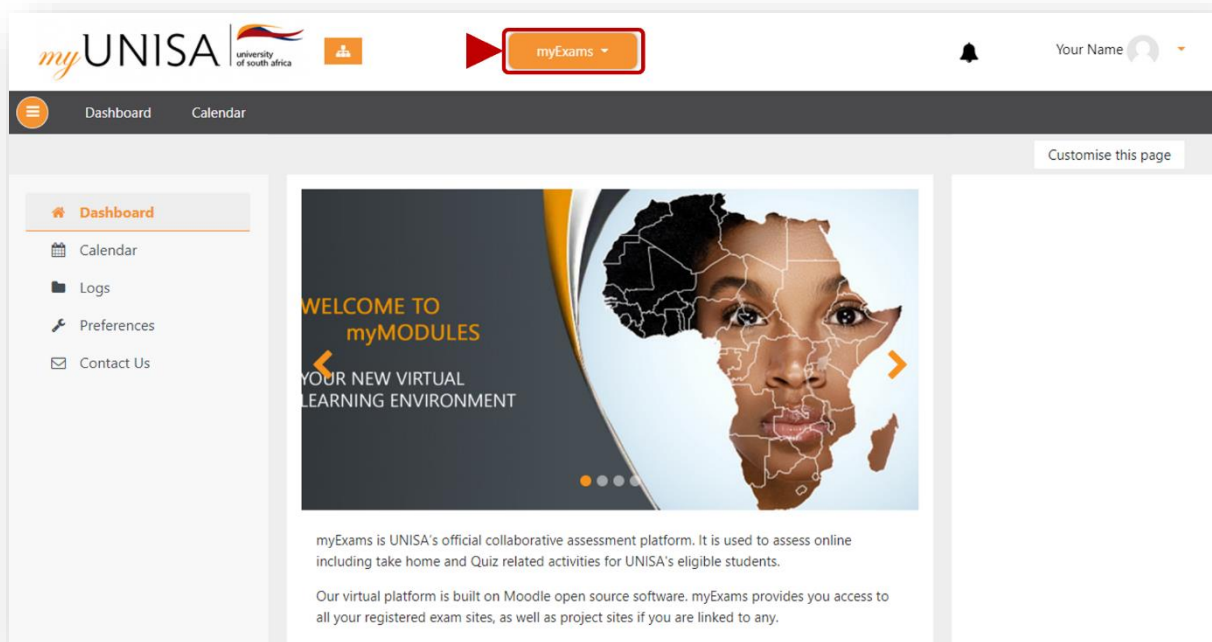 my UNISA university
of south africa
myExams
Your Name
Dashboard Calendar
Customise this page
Dashboard
Calendar
Logs
Preferences
Contact Us
WELCOME TO
myMODULES
YOUR NEW VIRTUAL
LEARNING ENVIRONMENT
myExams is UNISA's official collaborative assessment platform. It is used to assess online
including take home and Quiz related activities for UNISA's eligible students.
Our virtual platform is built on Moodle open source software. myExams provides you access to
all your registered exam sites, as well as project sites if you are linked to any.